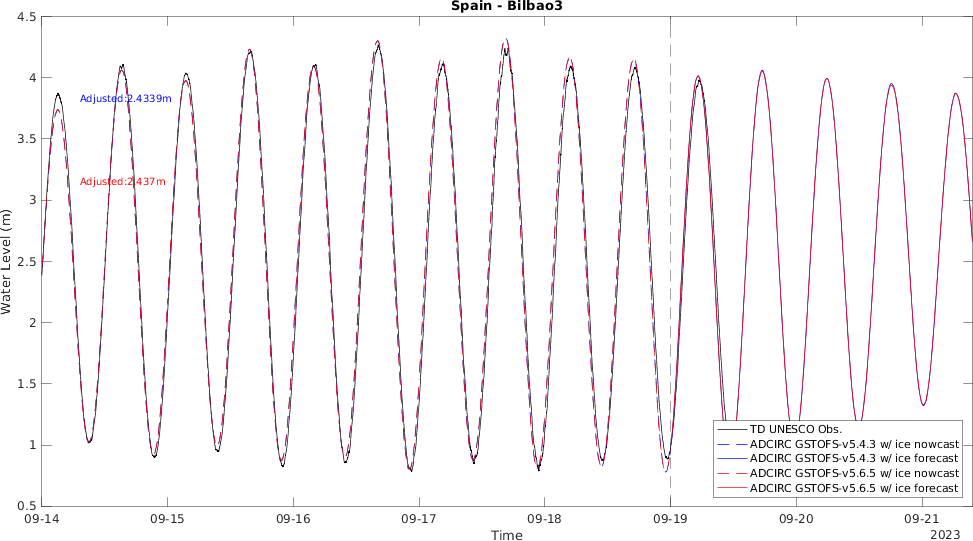 Spain - Bilbao3
4.5
4
3.5
3
2.5
2
1.5
1
0.5
Water Level (m)
Adjusted:2.4339m
Adjusted:2.437m
TD UNESCO Obs.
ADCIRC GSTOFS-v5.4.3 w/ ice nowcast
ADCIRC GSTOFS-v5.4.3 w/ ice forecast
ADCIRC GSTOFS-v5.6.5 w/ ice nowcast
ADCIRC GSTOFS-v5.6.5 w/ ice forecast
09-14 09-15 09-16 09-17 09-18 09-19 09-20 09-21
Time
2023